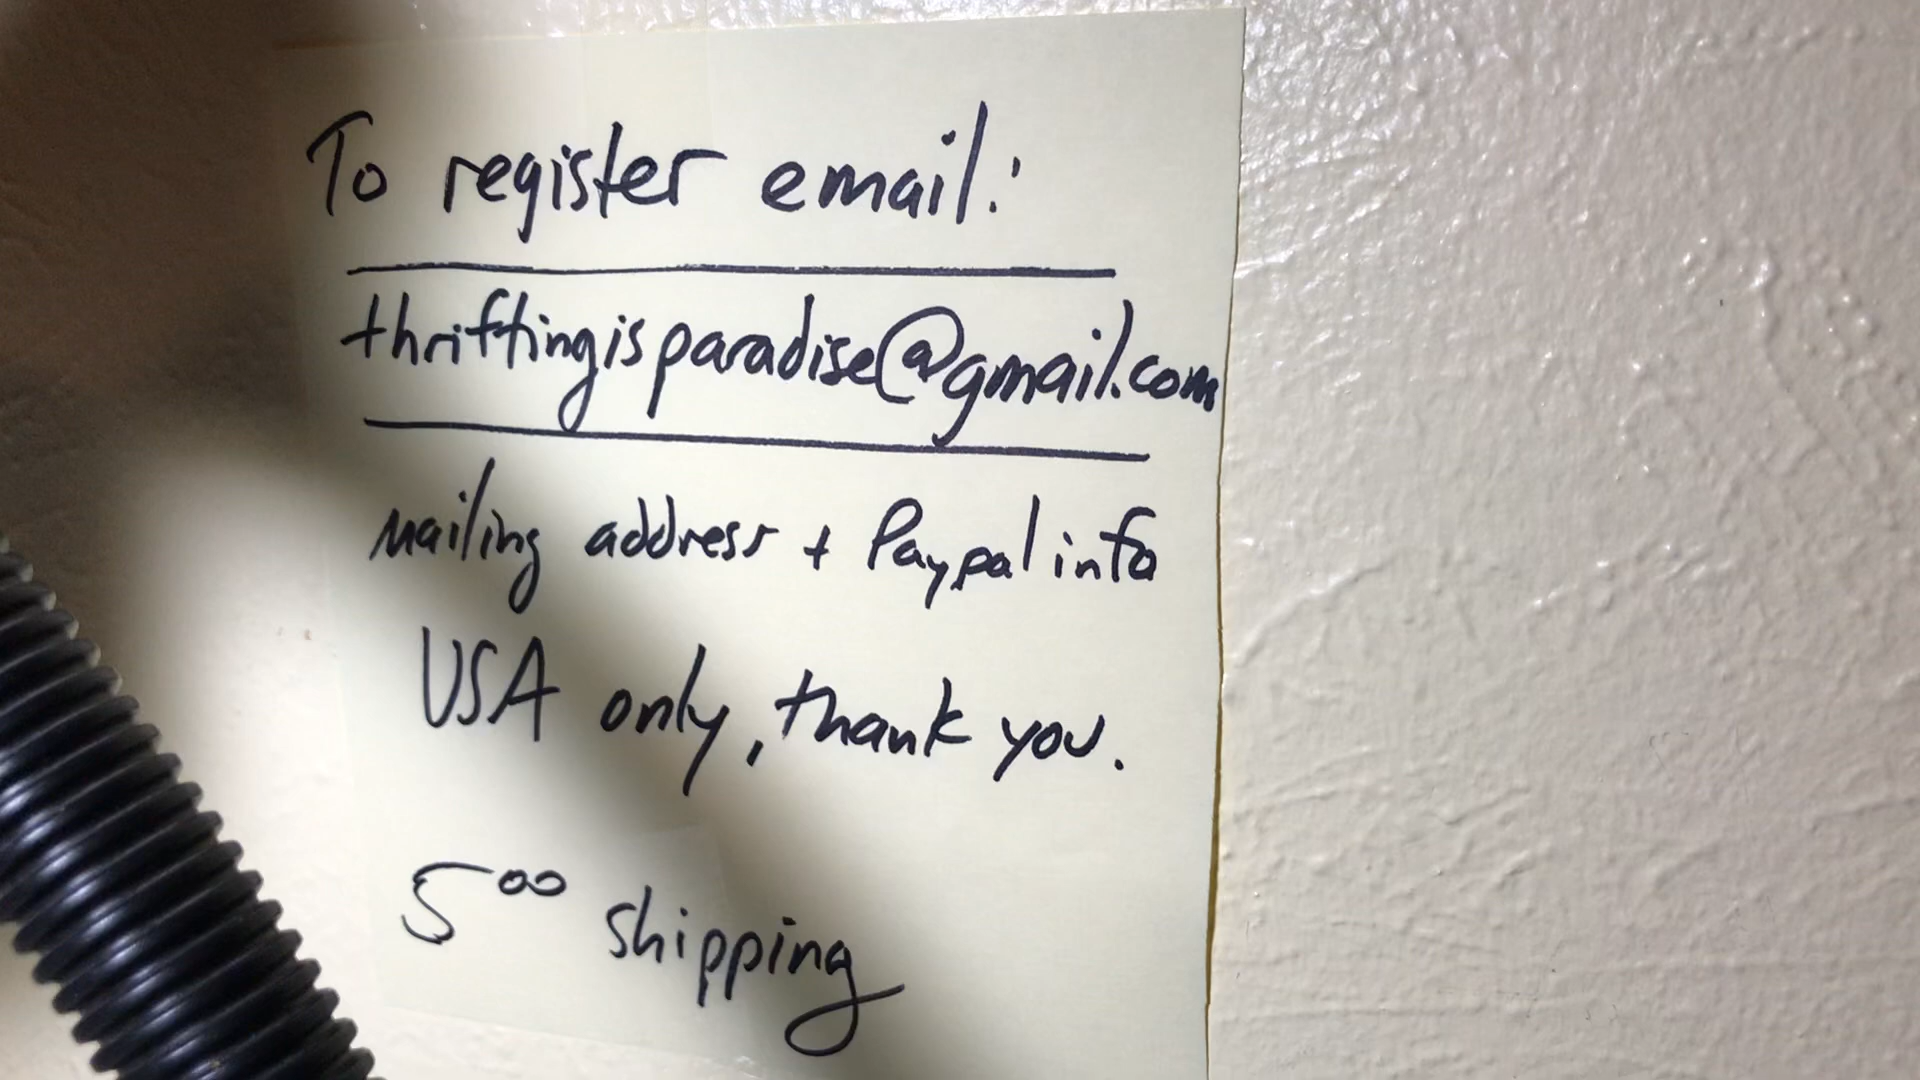 To register email:
thriftingisparadise@gmail.com
mailing address + Paypal info
USA only, thank you.
5⁰⁰ shipping